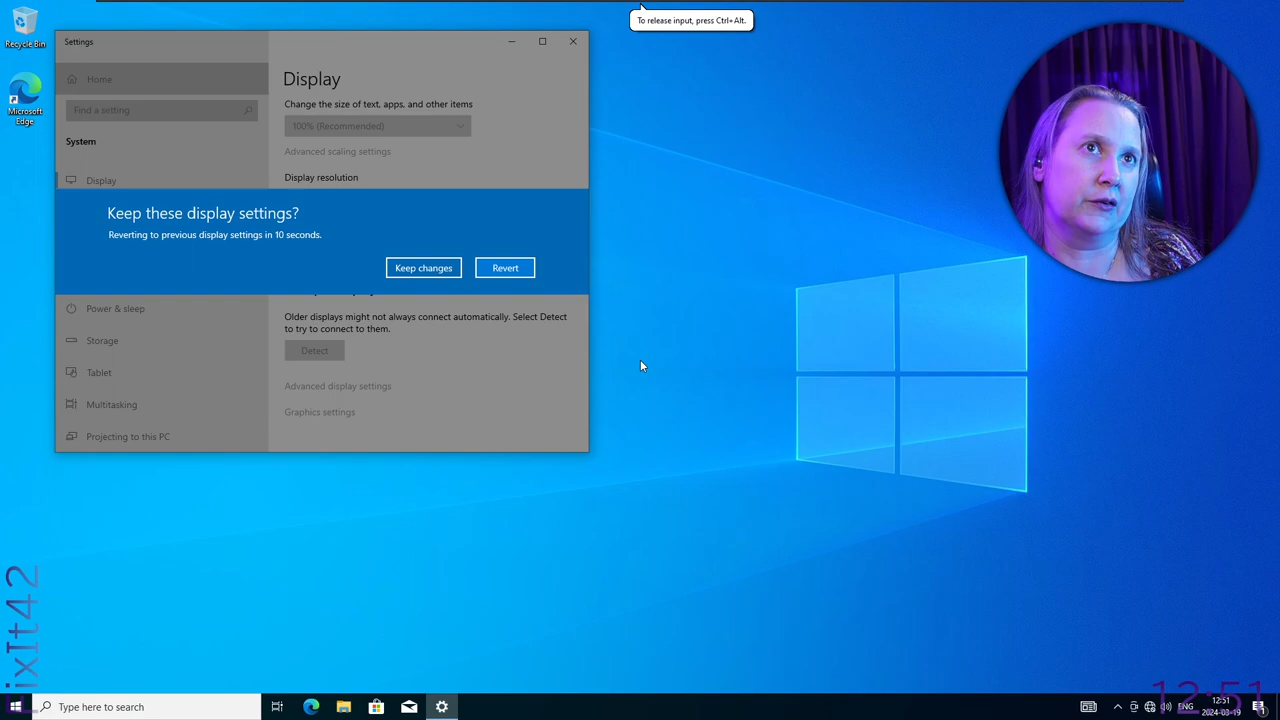 To release input, press Ctrl+Alt.
Recycle Bin
Microsoft
Edge
Settings
Home
Find a setting
System
Display
Display
Change the size of text, apps, and other items
100% (Recommended)
Advanced scaling settings
Display resolution
Keep these display settings?
Reverting to previous display settings in 10 seconds.
Keep changes
Revert
Power & sleep
Storage
Tablet
Multitasking
Projecting to this PC
Older displays might not always connect automatically. Select Detect
to try to connect to them.
Detect
Advanced display settings
Graphics settings
12:51
Type here to search
ENG
12:51
2024-03-19
1